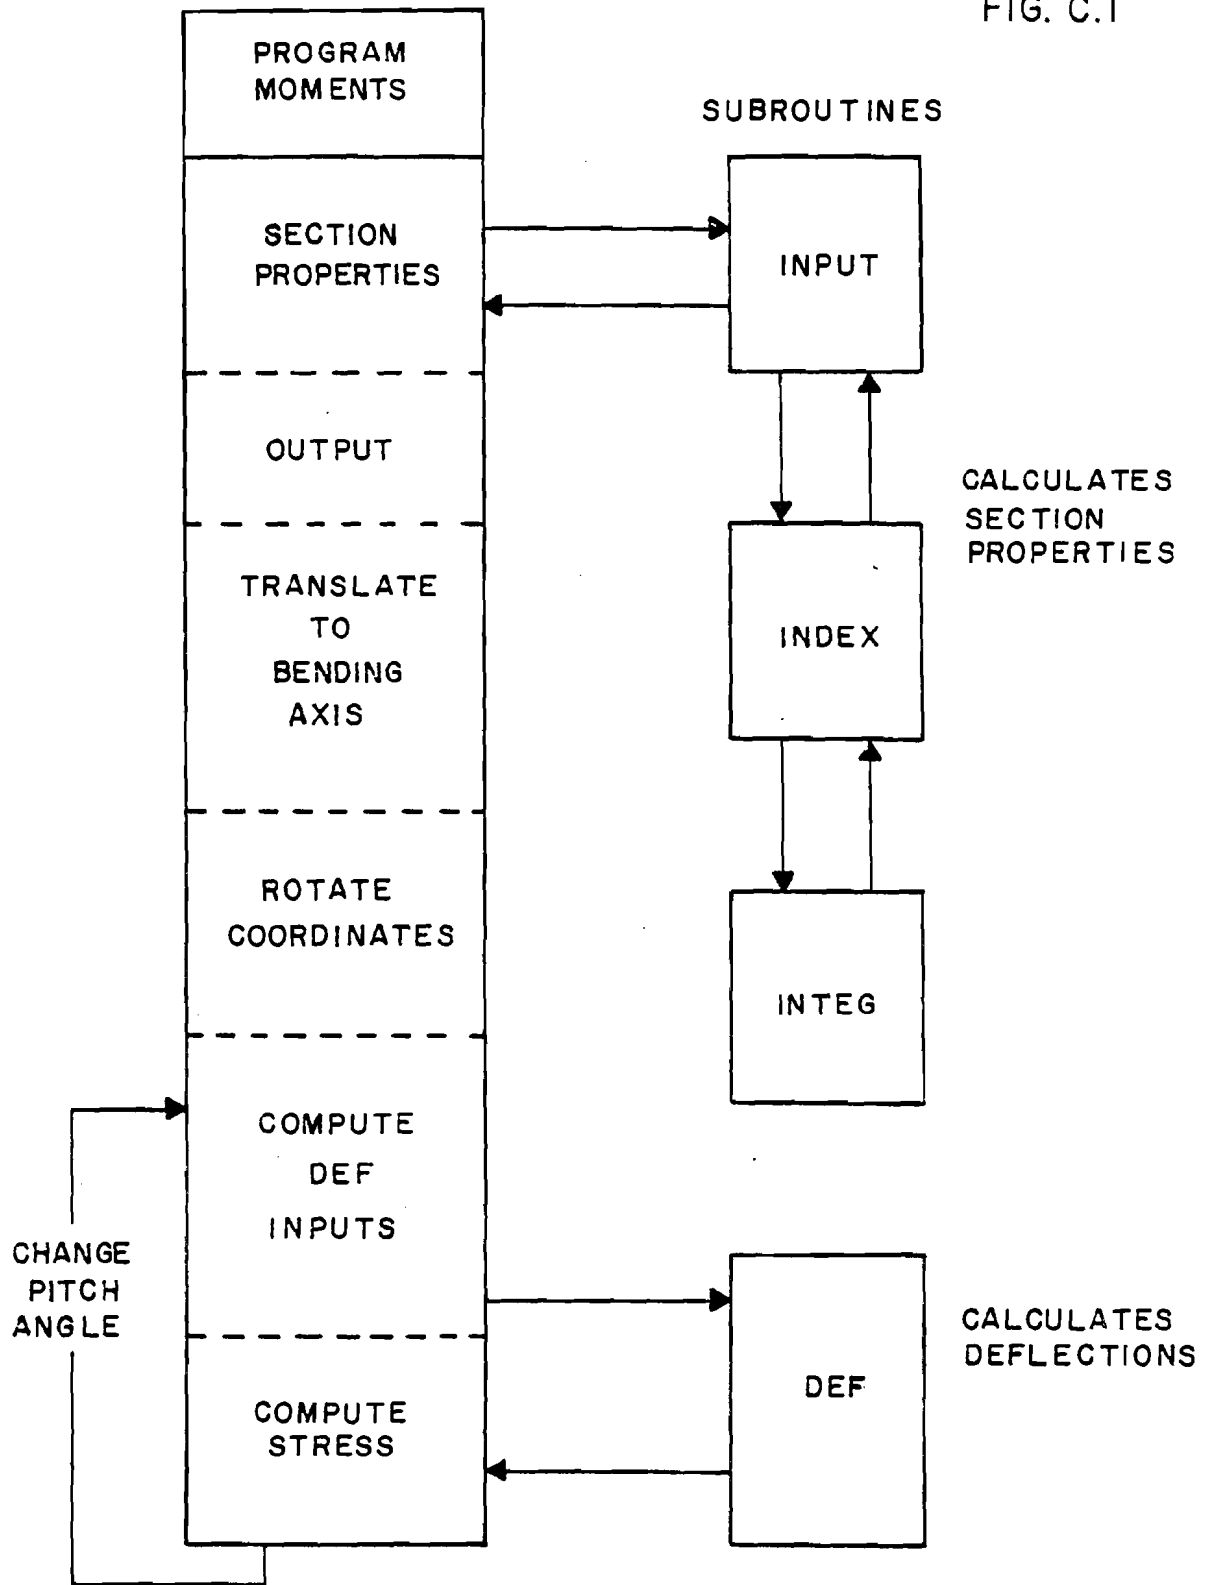 FIG. C.1
PROGRAM
MOMENTS
SUBROUTINES
SECTION
PROPERTIES
INPUT
OUTPUT
CALCULATES
SECTION
PROPERTIES
TRANSLATE
TO
BENDING
AXIS
INDEX
ROTATE
COORDINATES
INTEG
COMPUTE
DEF
INPUTS
CHANGE
PITCH
ANGLE
CALCULATES
DEFLECTIONS
DEF
COMPUTE
STRESS